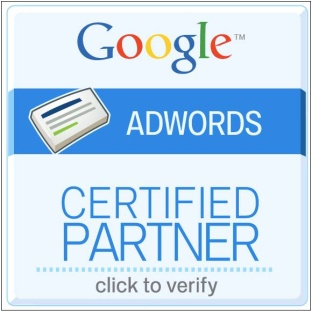 Google™
ADWORDS
CERTIFIED
PARTNER
click to verify